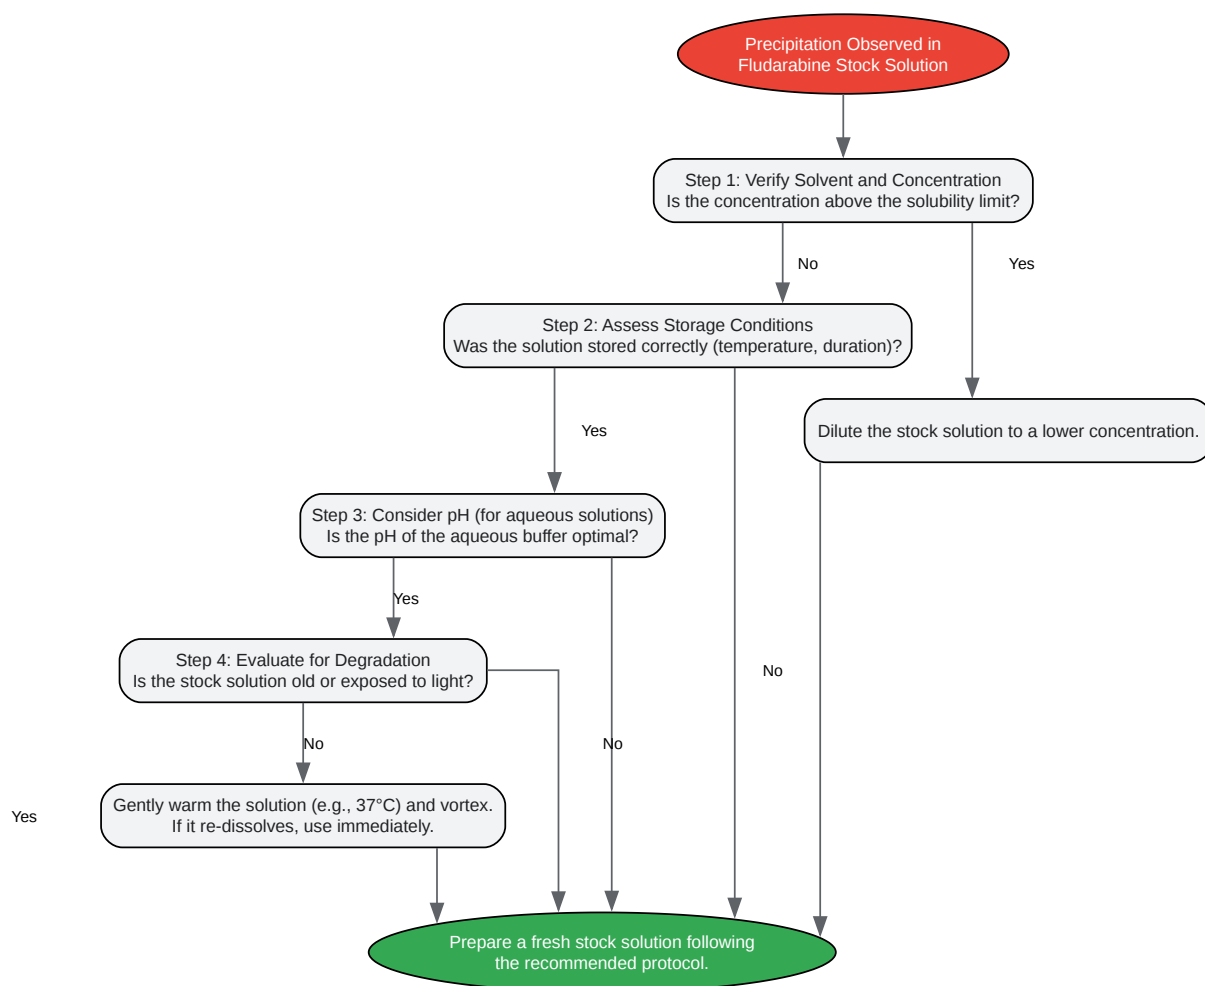 Precipitation Observed in
Fludarabine Stock Solution
Step 1: Verify Solvent and Concentration
Is the concentration above the solubility limit?
No
Yes
Step 2: Assess Storage Conditions
Was the solution stored correctly (temperature, duration)?
Yes
Dilute the stock solution to a lower concentration.
Step 3: Consider pH (for aqueous solutions)
Is the pH of the aqueous buffer optimal?
Yes
Step 4: Evaluate for Degradation
Is the stock solution old or exposed to light?
No
No
No
Gently warm the solution (e.g., 37°C) and vortex.
If it re-dissolves, use immediately.
Yes
Prepare a fresh stock solution following
the recommended protocol.